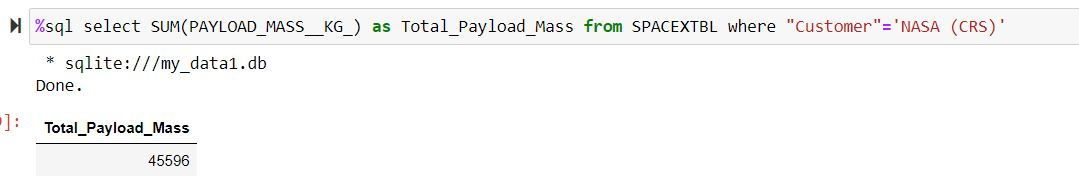 %sql select SUM(PAYLOAD_MASS__KG_) as Total_Payload_Mass from SPACEXTBL where "Customer"='NASA (CRS)'
* sqlite:///my_data1.db
Done.
]:
Total_Payload_Mass
45596